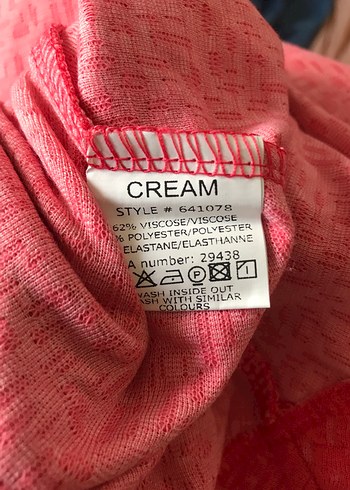 CREAM
STYLE # 641078
62% VISCOSE/VISCOSE
% POLYESTER/POLYESTER
ELASTANE/ELASTHANNE
A number: 29438
P
WASH INSIDE OUT
WASH WITH SIMILAR
COLOURS